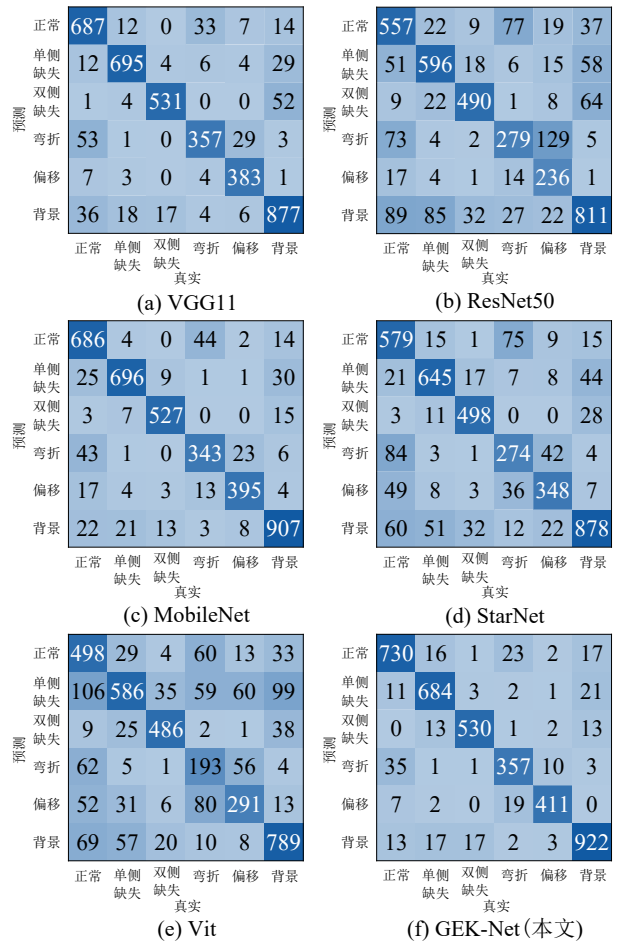 预测
正常 687 12 0 33 7 14
单侧缺失 12 695 4 6 4 29
双侧缺失 1 4 531 0 0 52
弯折 53 1 0 357 29 3
偏移 7 3 0 4 383 1
背景 36 18 17 4 6 877
正常 单侧缺失 双侧缺失 弯折 偏移 背景
真实
(a) VGG11
557 22 9 77 19 37
51 596 18 6 15 58
9 22 490 1 8 64
73 4 2 279 129 5
17 4 1 14 236 1
89 85 32 27 22 811
正常 单侧缺失 双侧缺失 弯折 偏移 背景
真实
(b) ResNet50
预测
正常 686 4 0 44 2 14
单侧缺失 25 696 9 1 1 30
双侧缺失 3 7 527 0 0 15
弯折 43 1 0 343 23 6
偏移 17 4 3 13 395 4
背景 22 21 13 3 8 907
正常 单侧缺失 双侧缺失 弯折 偏移 背景
真实
(c) MobileNet
预测
正常 579 15 1 75 9 15
单侧缺失 21 645 17 7 8 44
双侧缺失 3 11 498 0 0 28
弯折 84 3 1 274 42 4
偏移 49 8 3 36 348 7
背景 60 51 32 12 22 878
正常 单侧缺失 双侧缺失 弯折 偏移 背景
真实
(d) StarNet
预测
正常 498 29 4 60 13 33
单侧缺失 106 586 35 59 60 99
双侧缺失 9 25 486 2 1 38
弯折 62 5 1 193 56 4
偏移 52 31 6 80 291 13
背景 69 57 20 10 8 789
正常 单侧缺失 双侧缺失 弯折 偏移 背景
真实
(e) Vit
预测
正常 730 16 1 23 2 17
单侧缺失 11 684 3 2 1 21
双侧缺失 0 13 530 1 2 13
弯折 35 1 1 357 10 3
偏移 7 2 0 19 411 0
背景 13 17 17 2 3 922
正常 单侧缺失 双侧缺失 弯折 偏移 背景
真实
(f) GEK-Net(本文)